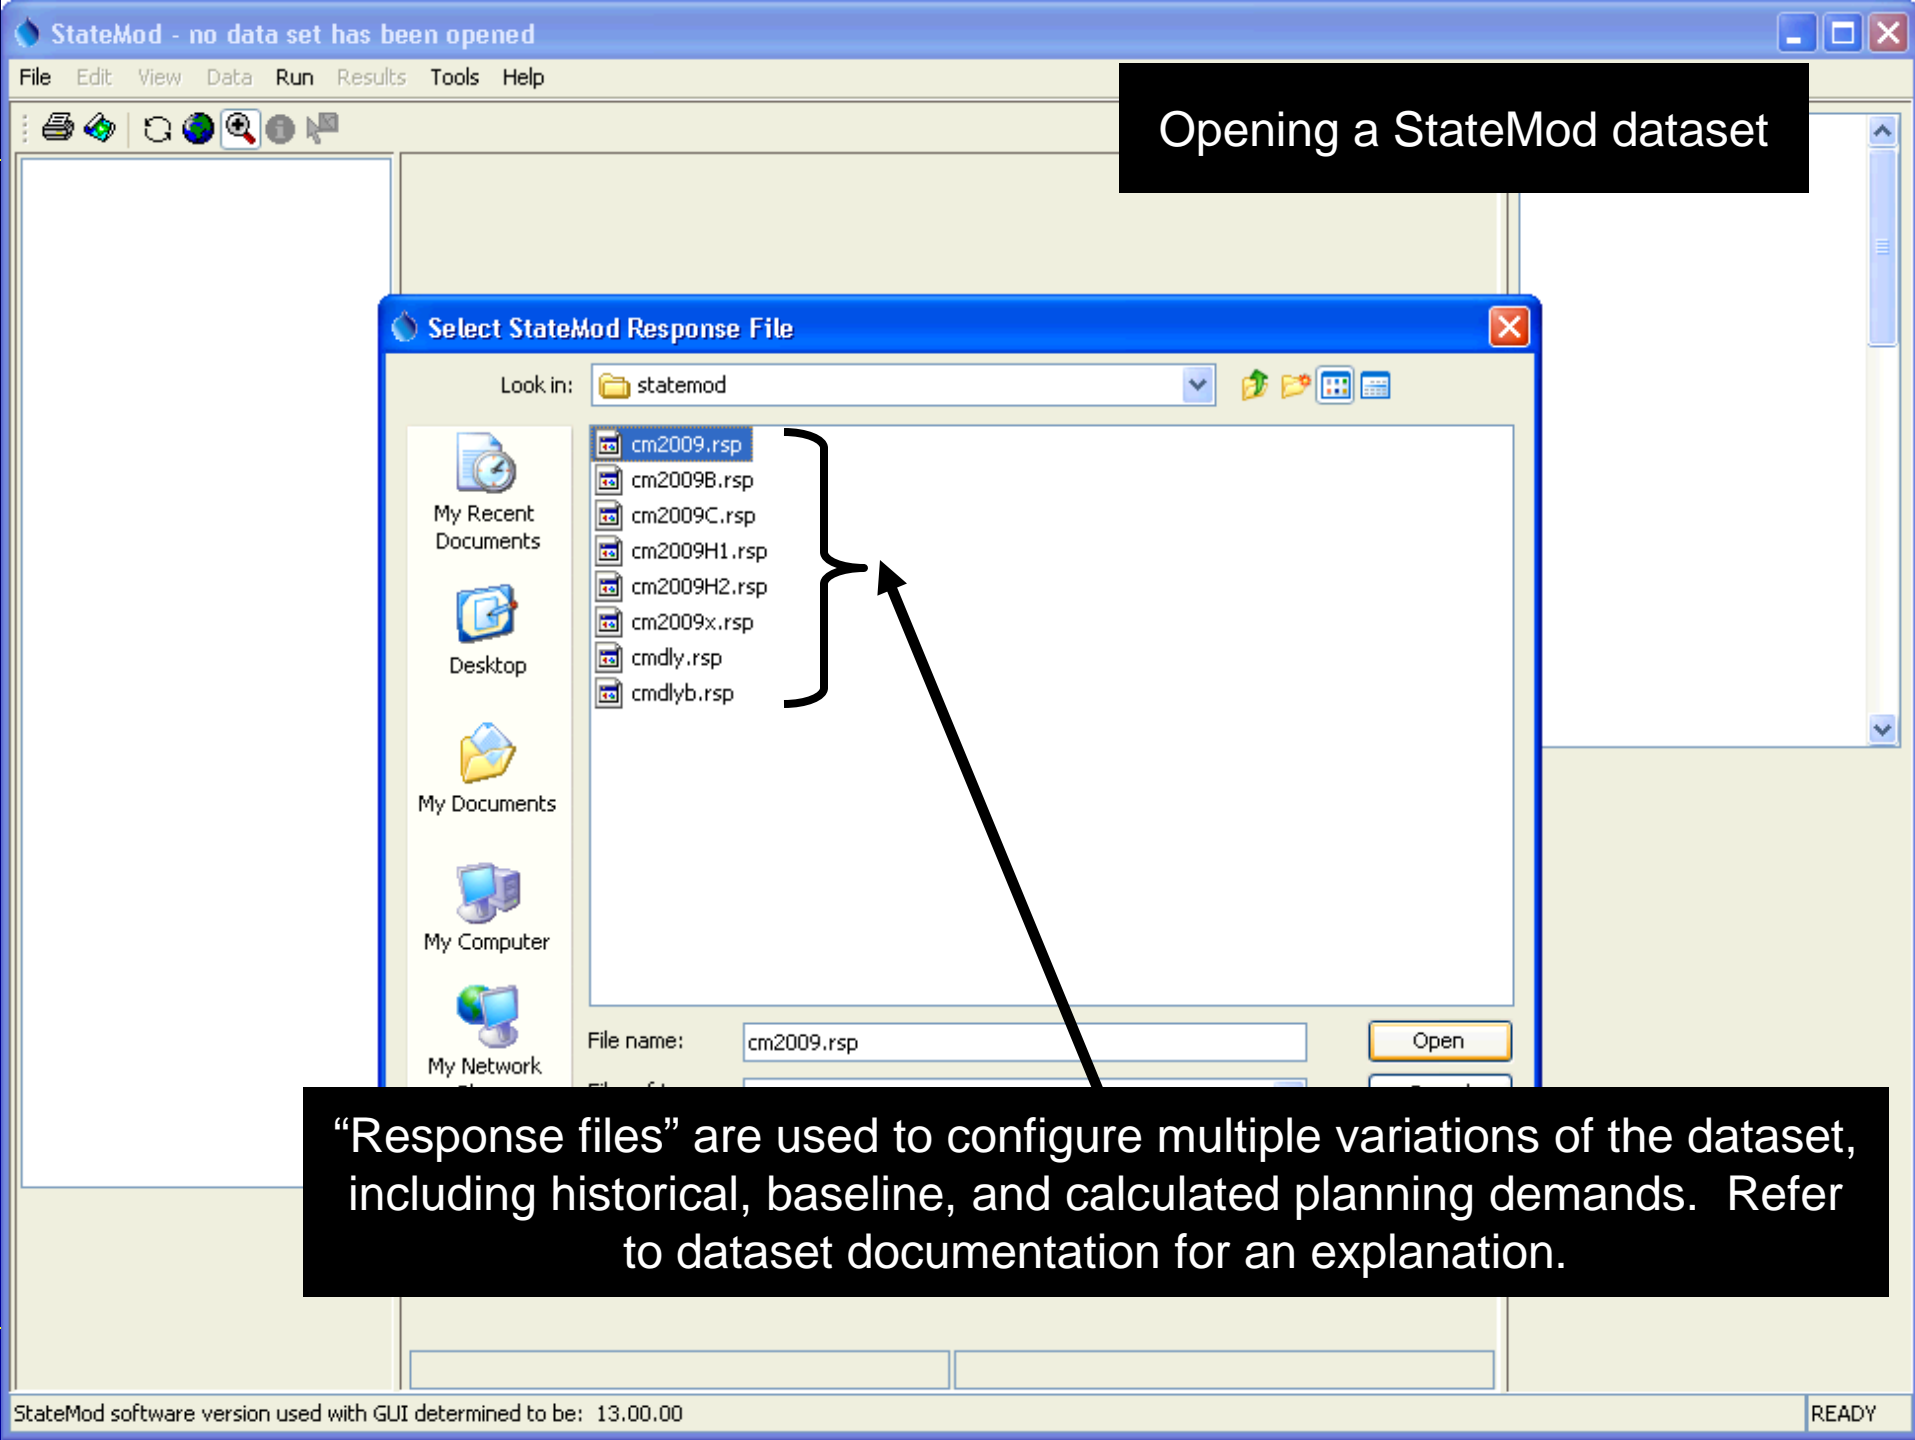 StateMod - no data set has been opened
File Edit View Data Run Results Tools Help
Opening a StateMod dataset
Select StateMod Response File
Look in: statemod
cm2009.rsp
cm2009B.rsp
cm2009C.rsp
cm2009H1.rsp
cm2009H2.rsp
cm2009x.rsp
cmdly.rsp
cmdlyb.rsp
My Recent
Documents
Desktop
My Documents
My Computer
My Network
File name: cm2009.rsp Open
“Response files” are used to configure multiple variations of the dataset,
including historical, baseline, and calculated planning demands. Refer
to dataset documentation for an explanation.
StateMod software version used with GUI determined to be: 13.00.00 READY